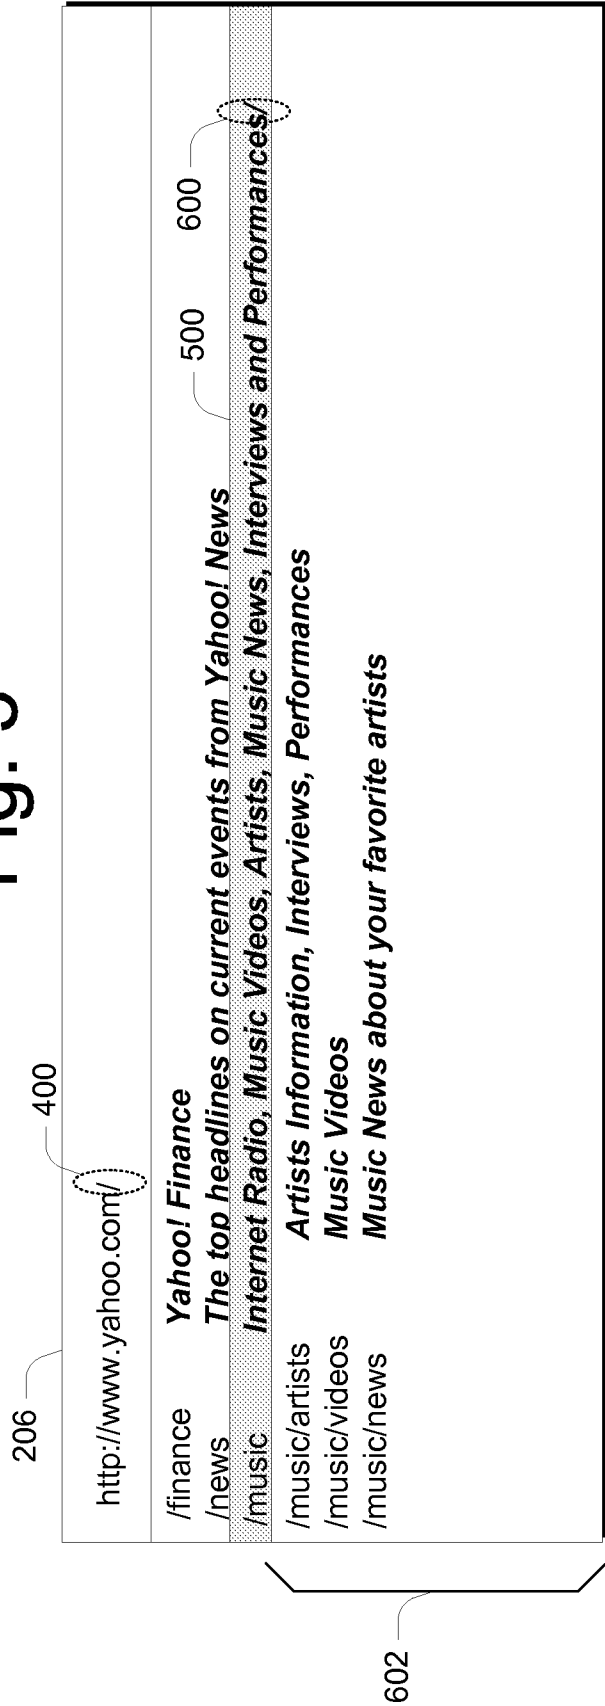 Fig. 5
206
400
http://www.yahoo.com/
600
500
/finance Yahoo! Finance
/news The top headlines on current events from Yahoo! News
/music Internet Radio, Music Videos, Artists, Music News, Interviews and Performances/
/music/artists Artists Information, Interviews, Performances
/music/videos Music Videos
/music/news Music News about your favorite artists
602